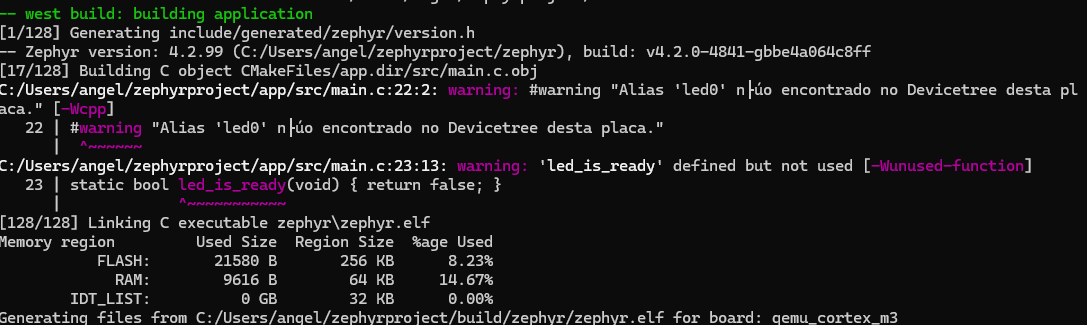 -- west build: building application
[1/128] Generating include/generated/zephyr/version.h
-- Zephyr version: 4.2.99 (C:/Users/angel/zephyrproject/zephyr), build: v4.2.0-4841-gbbe4a064c8ff
[17/128] Building C object CMakeFiles/app.dir/src/main.c.obj
C:/Users/angel/zephyrproject/app/src/main.c:22:2: warning: #warning "Alias 'led0' n├úo encontrado no Devicetree desta pl
aca." [-Wcpp]
   22 | #warning "Alias 'led0' n├úo encontrado no Devicetree desta placa."
      |  ^~~~~~~
C:/Users/angel/zephyrproject/app/src/main.c:23:13: warning: 'led_is_ready' defined but not used [-Wunused-function]
   23 | static bool led_is_ready(void) { return false; }
      |             ^~~~~~~~~~~~
[128/128] Linking C executable zephyr\zephyr.elf
Memory region         Used Size  Region Size  %age Used
           FLASH:       21580 B       256 KB      8.23%
             RAM:        9616 B        64 KB     14.67%
        IDT_LIST:          0 GB        32 KB      0.00%
Generating files from C:/Users/angel/zephyrproject/build/zephyr/zephyr.elf for board: qemu_cortex_m3